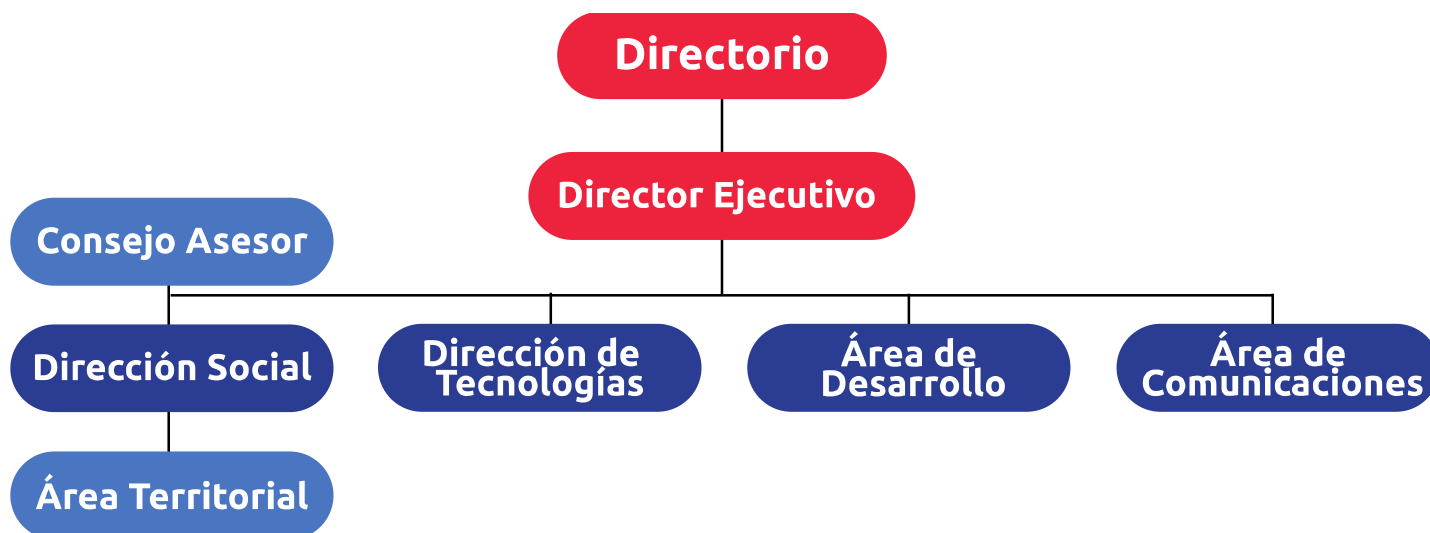 Directorio
Director Ejecutivo
Consejo Asesor
Dirección Social
Dirección de
Tecnologías
Área de
Desarrollo
Área de
Comunicaciones
Área Territorial